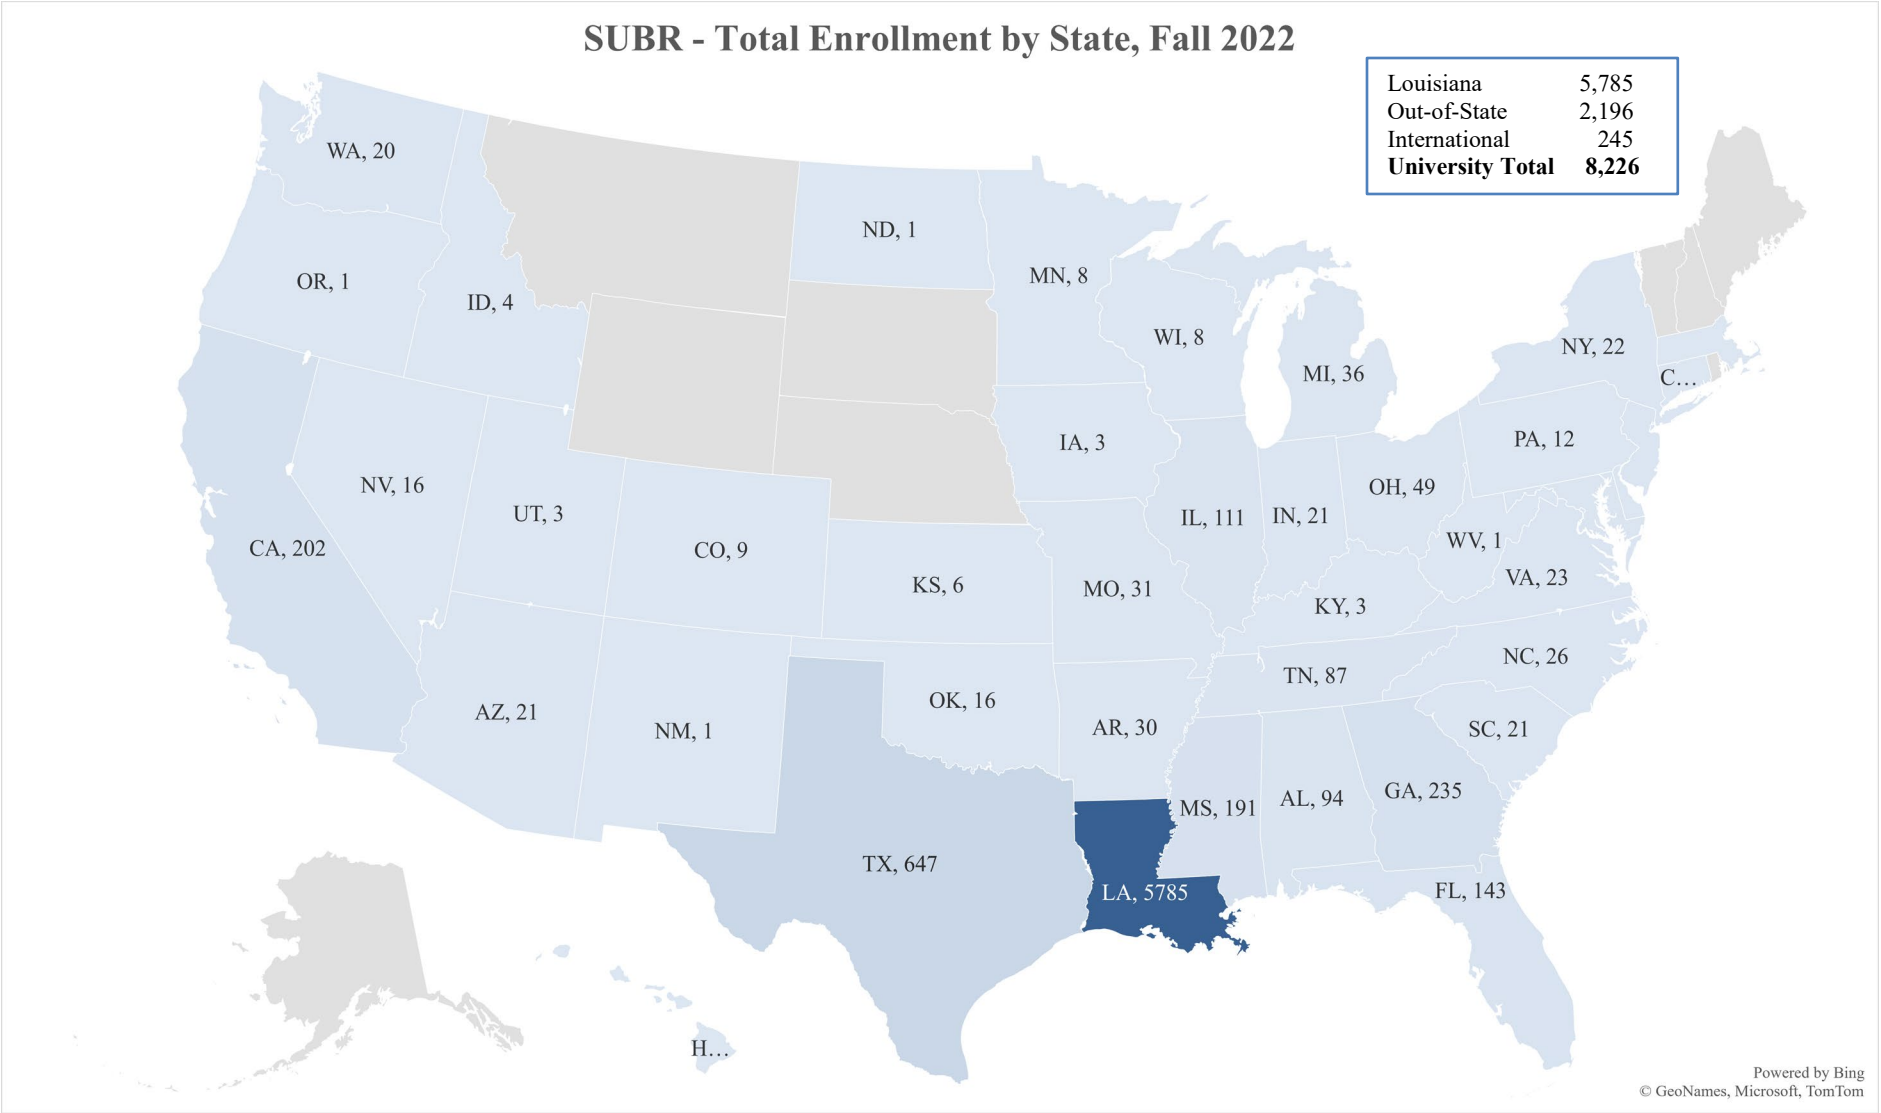 SUBR - Total Enrollment by State, Fall 2022
Louisiana 5,785
Out-of-State 2,196
International 245
University Total 8,226
WA, 20
ND, 1
MN, 8
OR, 1
ID, 4
WI, 8
NY, 22
MI, 36
C...
IA, 3
PA, 12
NV, 16
OH, 49
UT, 3
IL, 111
IN, 21
CA, 202
CO, 9
WV, 1
KS, 6
MO, 31
VA, 23
KY, 3
NC, 26
TN, 87
AZ, 21
NM, 1
OK, 16
AR, 30
SC, 21
MS, 191
AL, 94
GA, 235
TX, 647
LA, 5785
FL, 143
H...
Powered by Bing
© GeoNames, Microsoft, TomTom